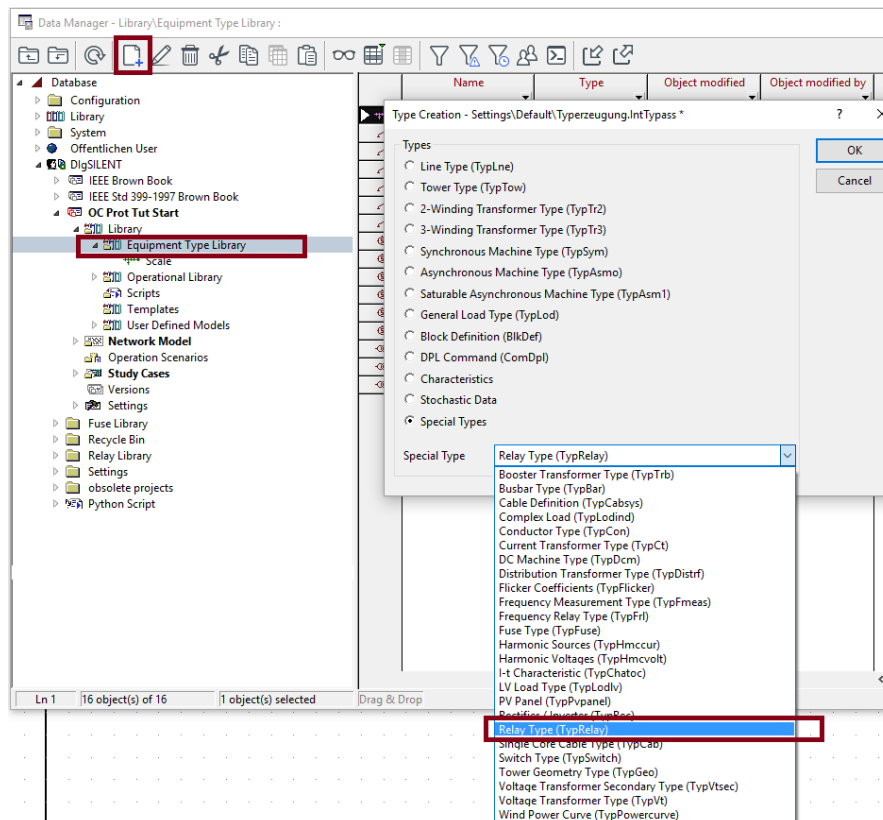 Data Manager - Library\Equipment Type Library :
Database
Configuration
Library
System
Offentlichen User
DIgSILENT
IEEE Brown Book
IEEE Std 399-1997 Brown Book
OC Prot Tut Start
Library
Equipment Type Library
Scale
Operational Library
Scripts
Templates
User Defined Models
Network Model
Operation Scenarios
Study Cases
Versions
Settings
Fuse Library
Recycle Bin
Relay Library
Settings
obsolete projects
Python Script
Name Type Object modified Object modified by
Type Creation - Settings\Default\Typerzeugung.IntTypass *
? X
Types
Line Type (TypLne)
Tower Type (TypTow)
2-Winding Transformer Type (TypTr2)
3-Winding Transformer Type (TypTr3)
Synchronous Machine Type (TypSym)
Asynchronous Machine Type (TypAsmo)
Saturable Asynchronous Machine Type (TypAsm1)
General Load Type (TypLod)
Block Definition (BlkDef)
DPL Command (ComDpl)
Characteristics
Stochastic Data
Special Types
OK
Cancel
Special Type Relay Type (TypRelay)
Booster Transformer Type (TypTrb)
Busbar Type (TypBar)
Cable Definition (TypCabsys)
Complex Load (TypLodind)
Conductor Type (TypCon)
Current Transformer Type (TypCt)
DC Machine Type (TypDcm)
Distribution Transformer Type (TypDistrf)
Flicker Coefficients (TypFlicker)
Frequency Measurement Type (TypFmeas)
Frequency Relay Type (TypFrl)
Fuse Type (TypFuse)
Harmonic Sources (TypHmccur)
Harmonic Voltages (TypHmcvolt)
I-t Characteristic (TypChatoc)
LV Load Type (TypLodlv)
PV Panel (TypPvpanel)
Rectifier / Inverter (TypRec)
Relay Type (TypRelay)
Single Core Cable Type (TypCab)
Switch Type (TypSwitch)
Tower Geometry Type (TypGeo)
Voltage Transformer Secondary Type (TypVtsec)
Voltage Transformer Type (TypVt)
Wind Power Curve (TypPowercurve)
Ln 1 16 object(s) of 16 1 object(s) selected Drag & Drop